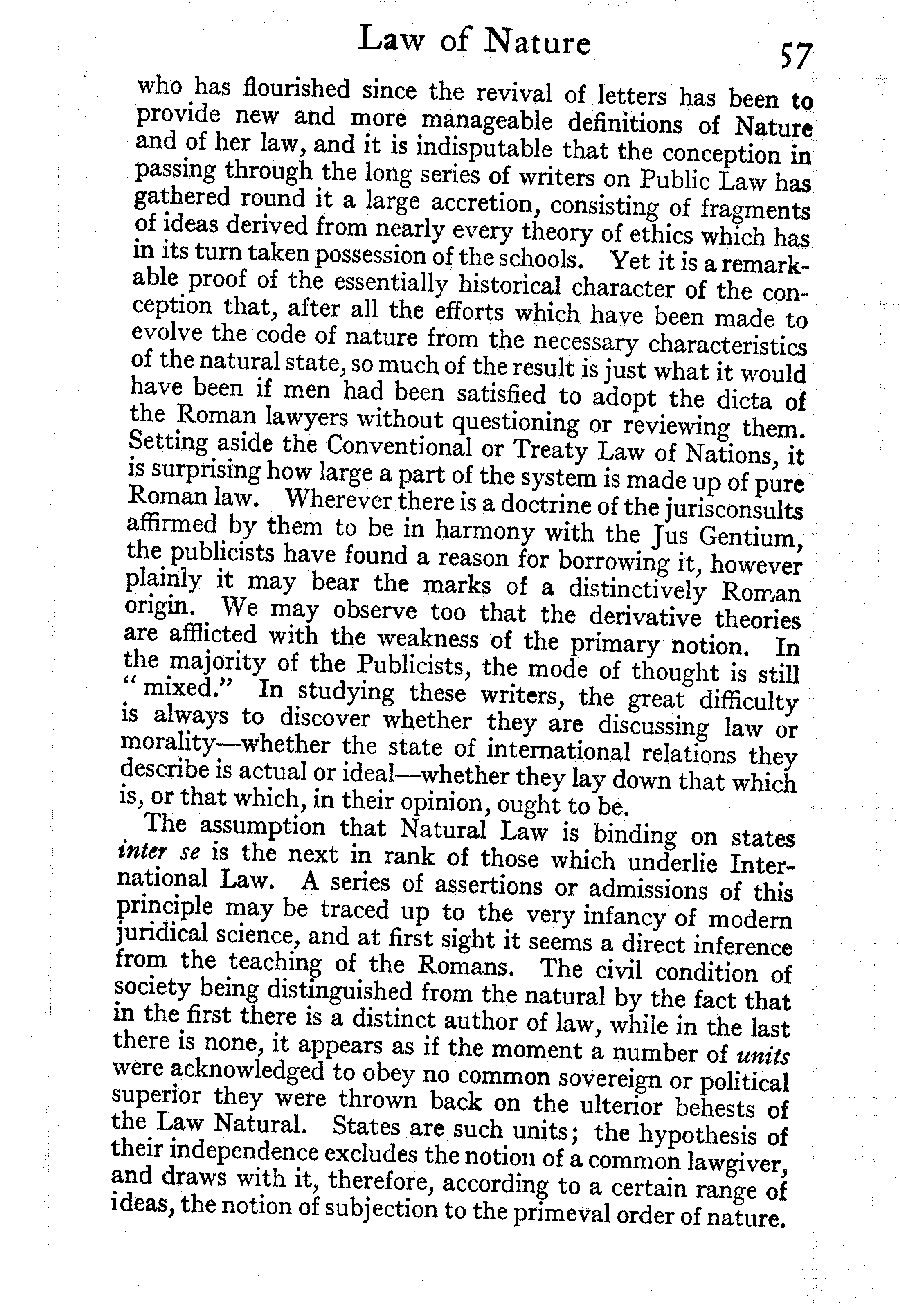 Law of Nature
57
who has flourished since the revival of letters has been to
provide new and more manageable definitions of Nature
and of her law, and it is indisputable that the conception in
passing through the long series of writers on Public Law has
gathered round it a large accretion, consisting of fragments
of ideas derived from nearly every theory of ethics which has
in its turn taken possession of the schools. Yet it is a remark-
able proof of the essentially historical character of the con-
ception that, after all the efforts which have been made to
evolve the code of nature from the necessary characteristics
of the natural state, so much of the result is just what it would
have been if men had been satisfied to adopt the dicta of
the Roman lawyers without questioning or reviewing them.
Setting aside the Conventional or Treaty Law of Nations, it
is surprising how large a part of the system is made up of pure
Roman law. Wherever there is a doctrine of the jurisconsults
affirmed by them to be in harmony with the Jus Gentium,
the publicists have found a reason for borrowing it, however
plainly it may bear the marks of a distinctively Roman
origin. We may observe too that the derivative theories
are afflicted with the weakness of the primary notion. In
the majority of the Publicists, the mode of thought is still
“mixed.” In studying these writers, the great difficulty
is always to discover whether they are discussing law or
morality—whether the state of international relations they
describe is actual or ideal—whether they lay down that which
is, or that which, in their opinion, ought to be.
The assumption that Natural Law is binding on states
inter se is the next in rank of those which underlie Inter-
national Law. A series of assertions or admissions of this
principle may be traced up to the very infancy of modern
juridical science, and at first sight it seems a direct inference
from the teaching of the Romans. The civil condition of
society being distinguished from the natural by the fact that
in the first there is a distinct author of law, while in the last
there is none, it appears as if the moment a number of units
were acknowledged to obey no common sovereign or political
superior they were thrown back on the ulterior behests of
the Law Natural. States are such units; the hypothesis of
their independence excludes the notion of a common lawgiver,
and draws with it, therefore, according to a certain range of
ideas, the notion of subjection to the primeval order of nature.